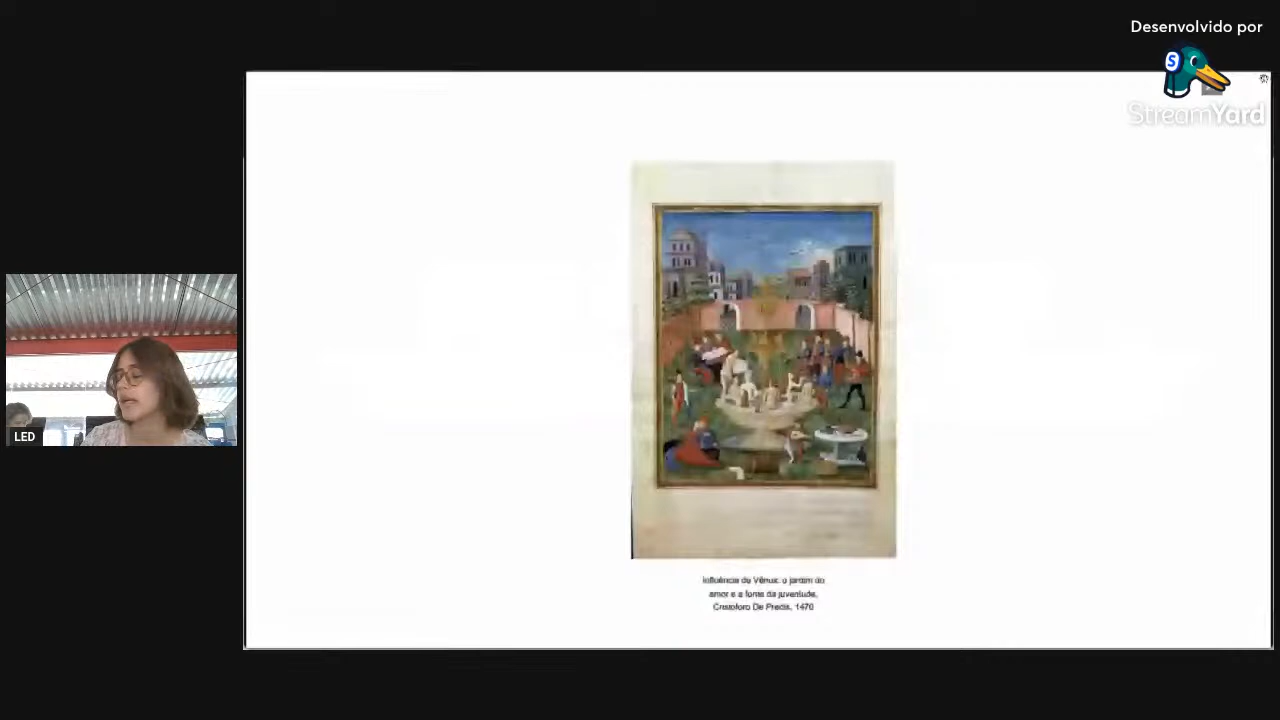 Desenvolvido por
S
StreamYard
LED
Influência de Vênus: o jardim do
amor e a fonte da juventude,
Cristoforo De Predis, 1470